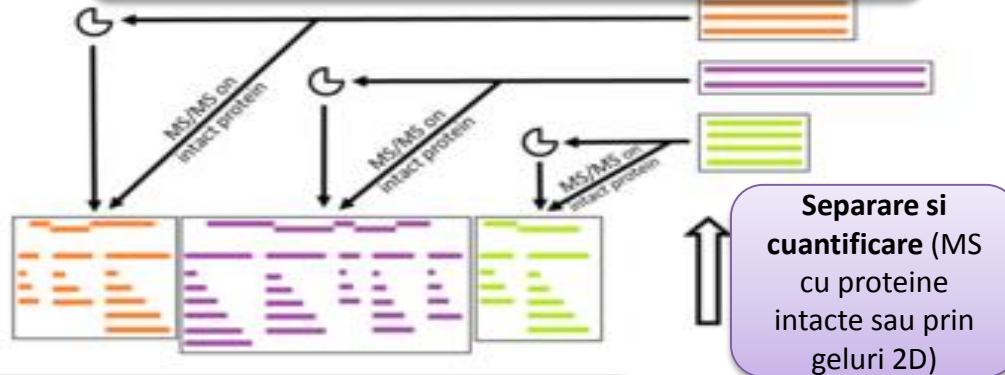 MS/MS on
intact protein
MS/MS on
intact protein
MS/MS on
intact protein
Separare si
cuantificare (MS
cu proteine
intacte sau prin
geluri 2D)